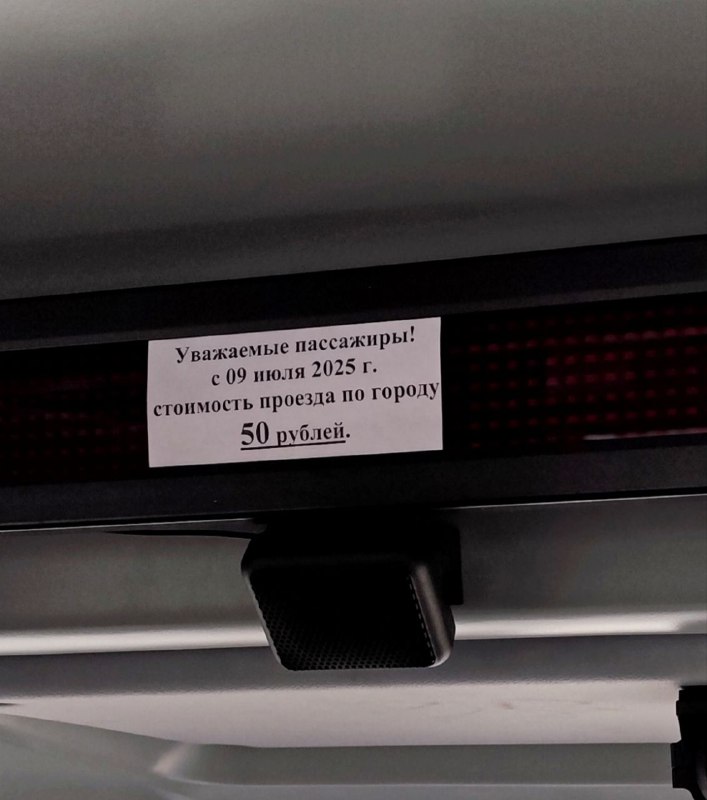 Уважаемые пассажиры!
с 09 июля 2025 г.
стоимость проезда по городу
50 рублей.